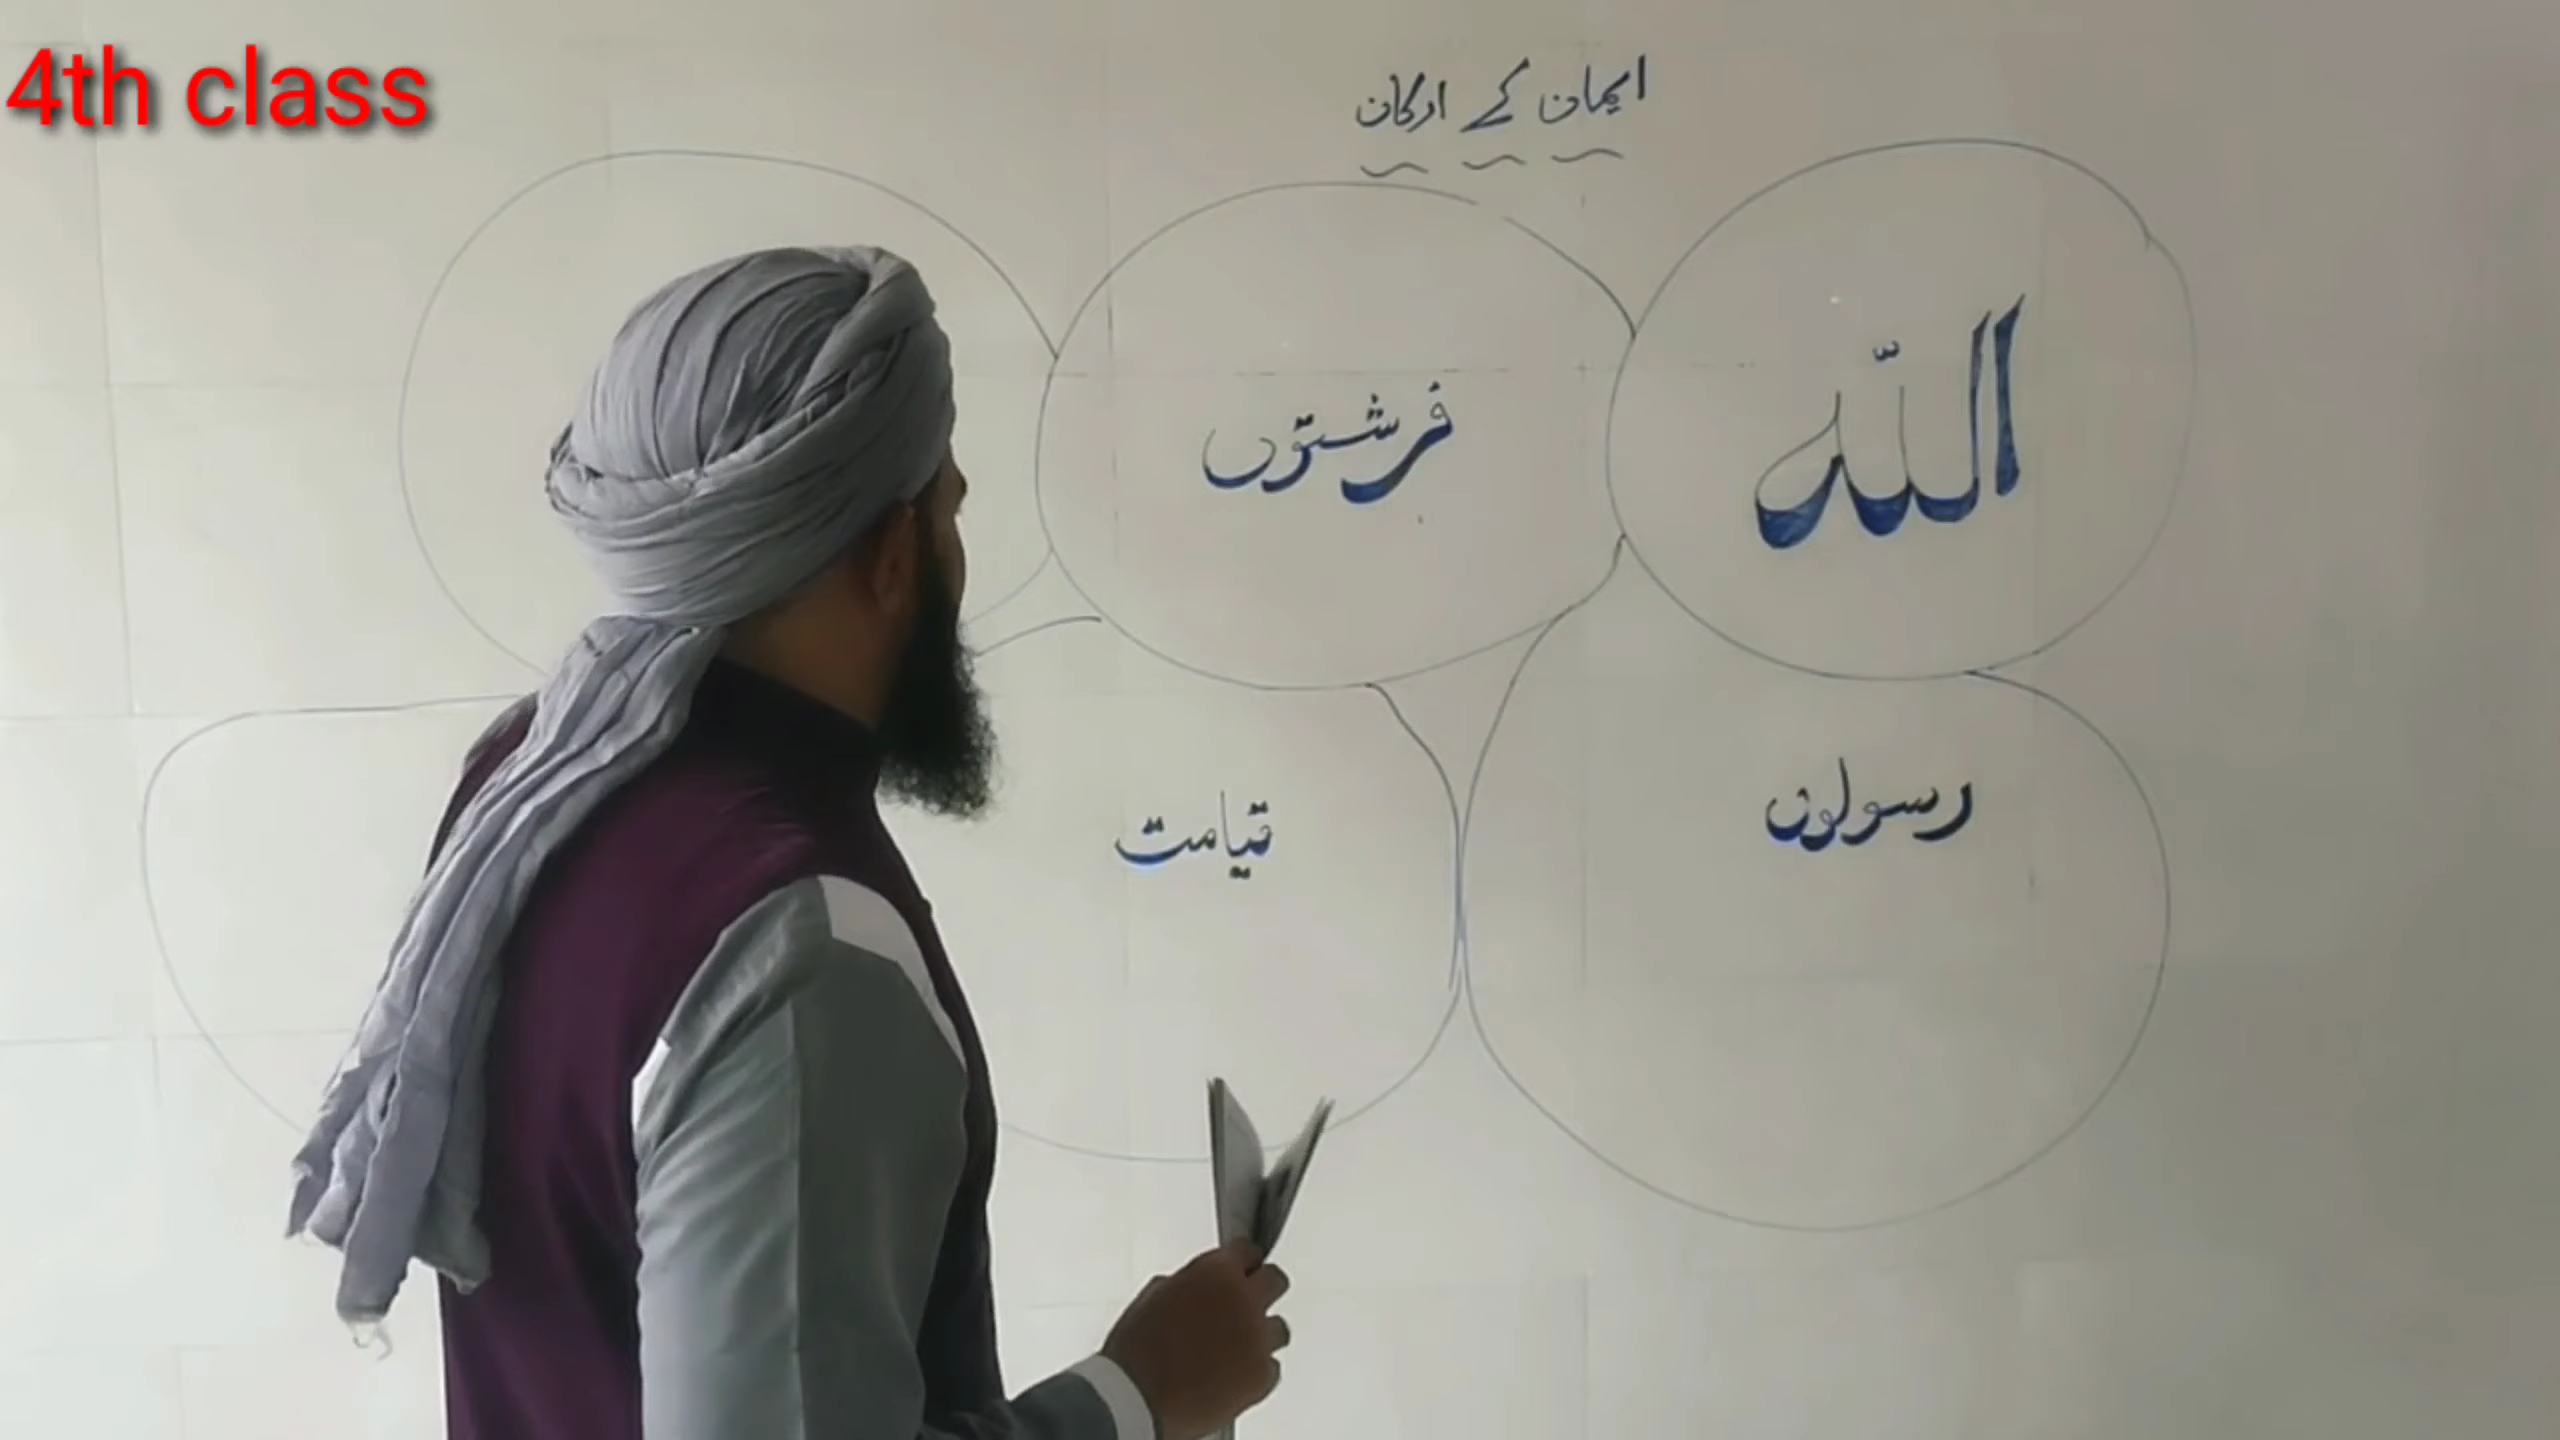 4th class
ایمان کے ارکان
اللّٰہ
فرشتوں
رسولوں
قیامت